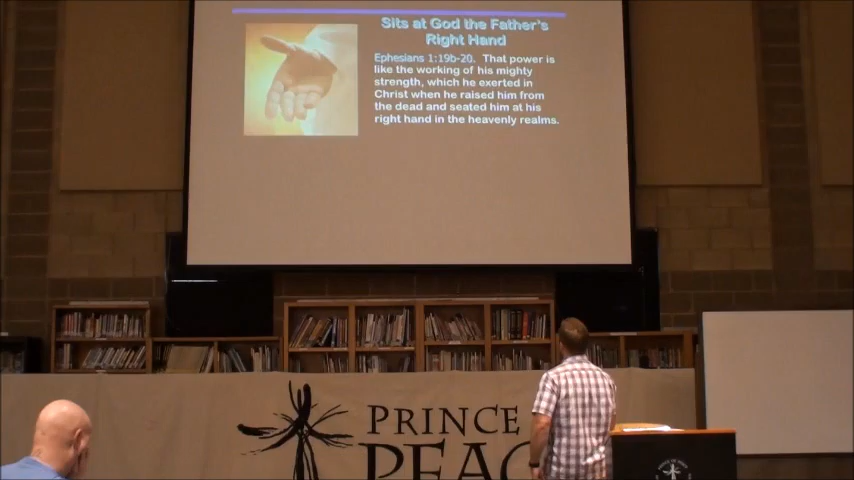 Sits at God the Father's
Right Hand
Ephesians 1:19b-20. That power is
like the working of his mighty
strength, which he exerted in
Christ when he raised him from
the dead and seated him at his
right hand in the heavenly realms.
PRINCE
PEAC